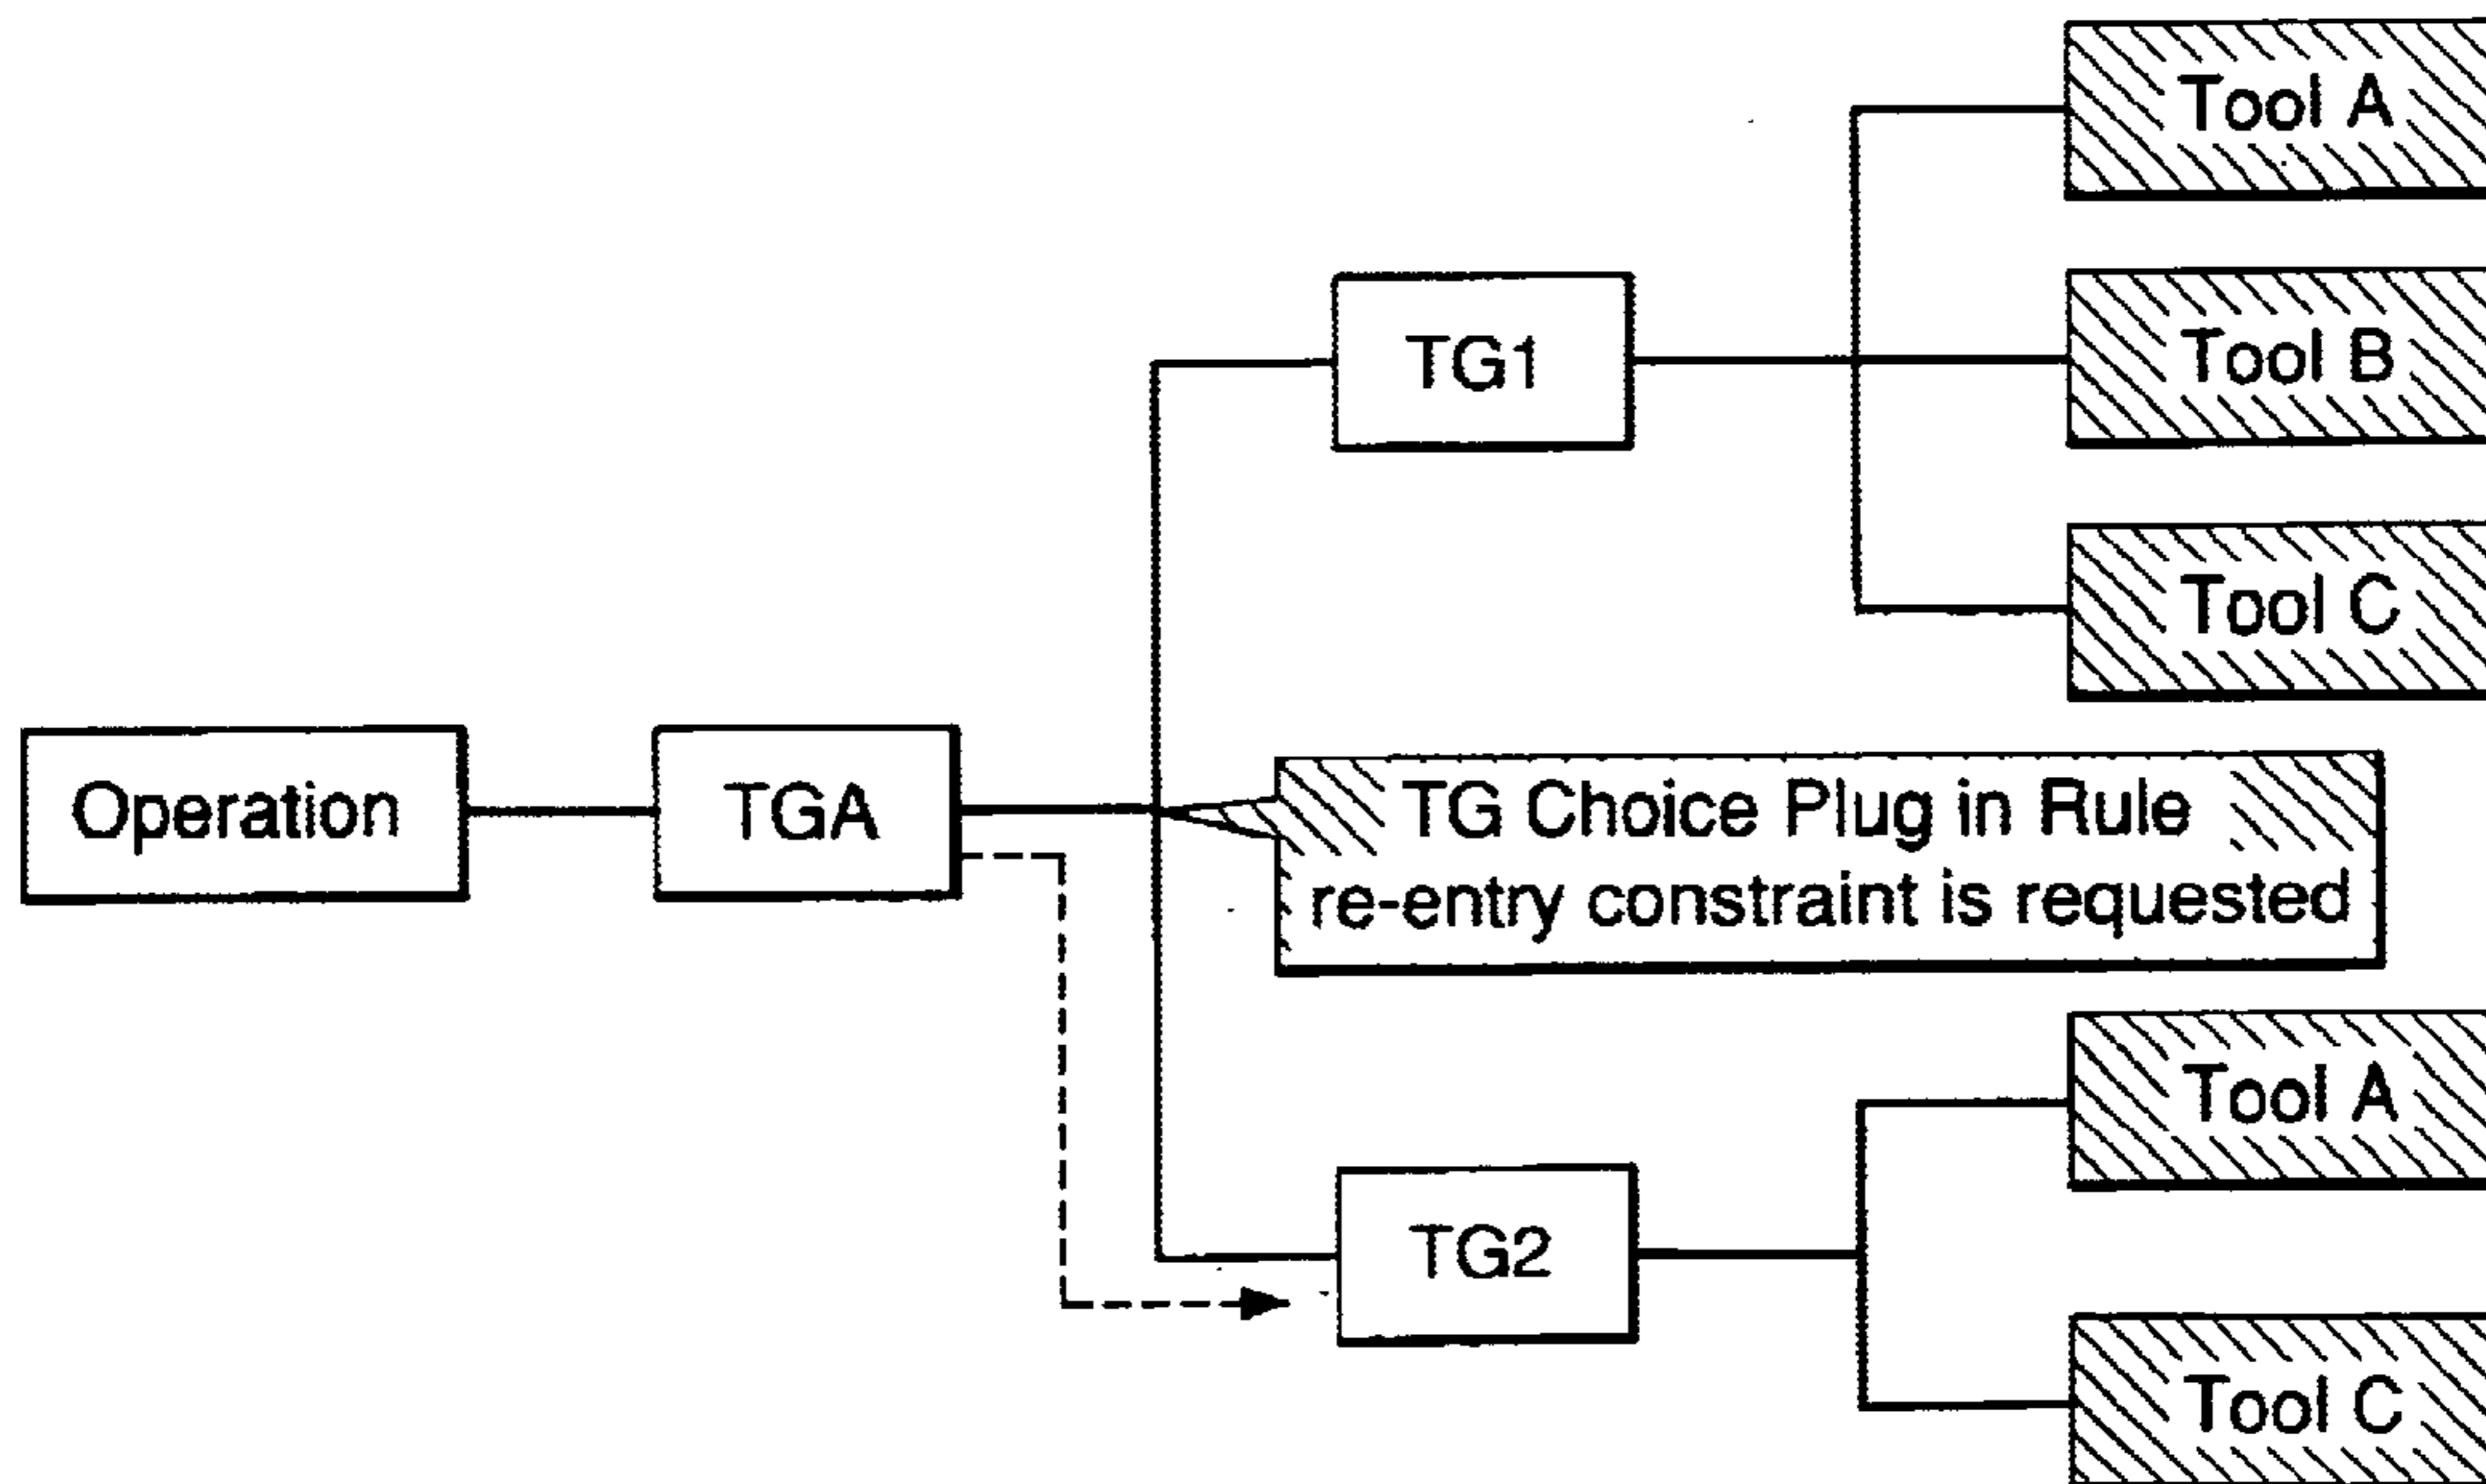 Tool A
TG1
Tool B
Tool C
Operation
TGA
TG Choice Plug in Rule
re-entry constraint is requested
Tool A
TG2
Tool C